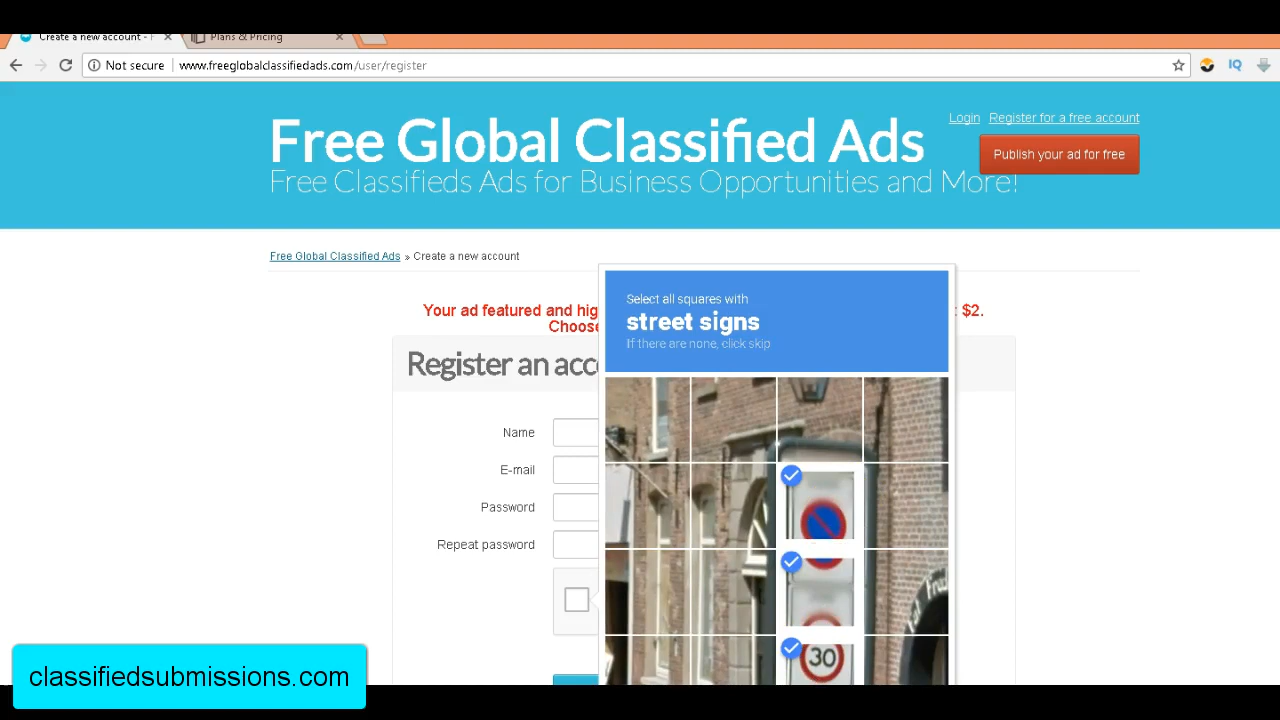 Create a new account - F
Plans & Pricing
Not secure
www.freeglobalclassifiedads.com/user/register
IQ
Login
Register for a free account
Free Global Classified Ads
Publish your ad for free
Free Classifieds Ads for Business Opportunities and More!
Free Global Classified Ads » Create a new account
Select all squares with
street signs
If there are none, click skip
Your ad featured and hig
: $2.
Choose
Register an acco
Name
E-mail
Password
Repeat password
30
classifiedsubmissions.com